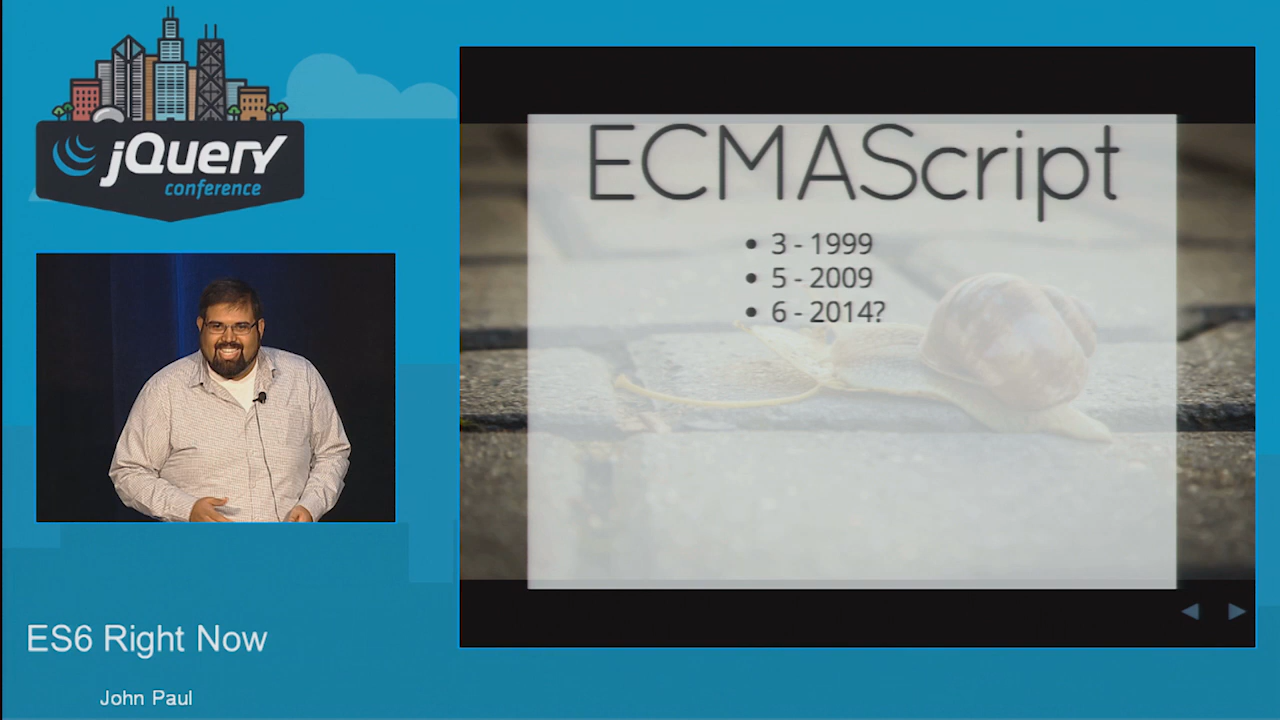 jQuery
conference
ECMAScript
• 3 - 1999
• 5 - 2009
• 6 - 2014?
ES6 Right Now
John Paul